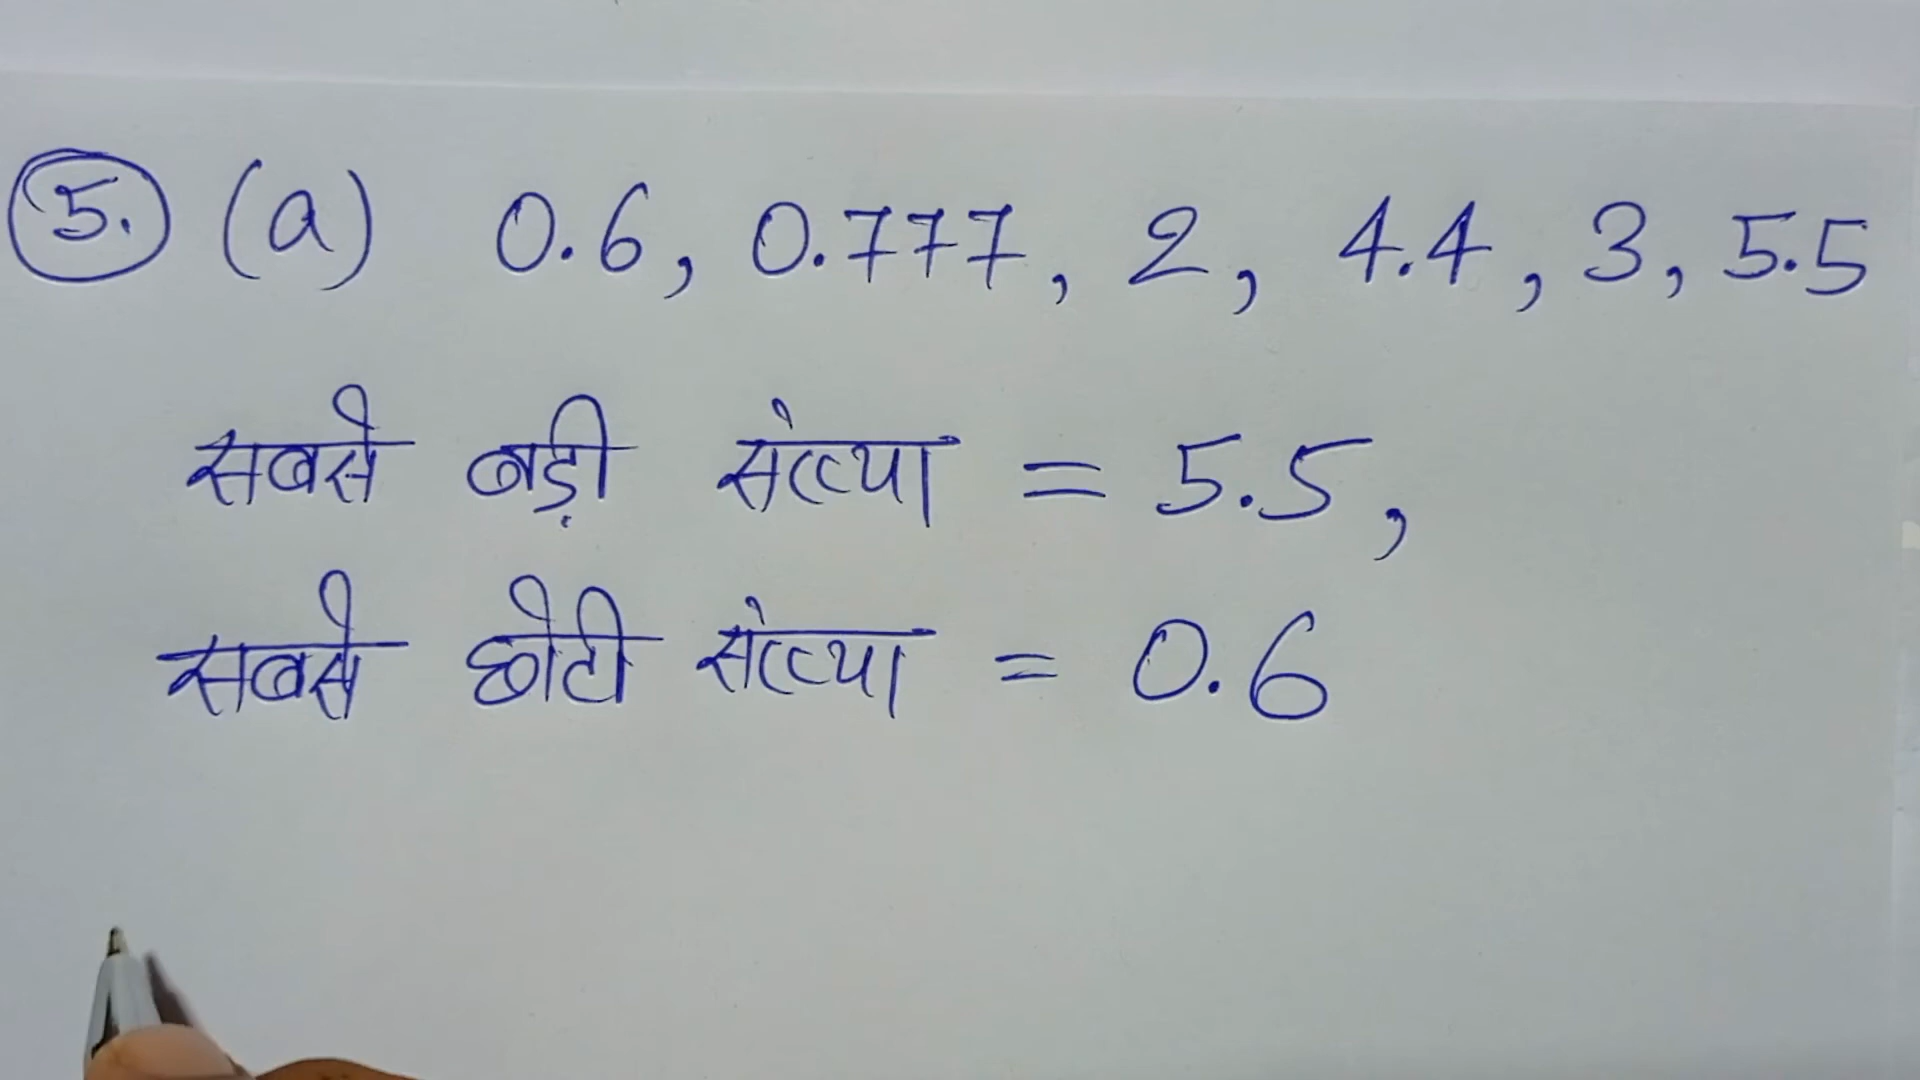 5. (a) 0.6, 0.777, 2, 4.4, 3, 5.5
सबसे बड़ी संख्या = 5.5,
सबसे छोटी संख्या = 0.6